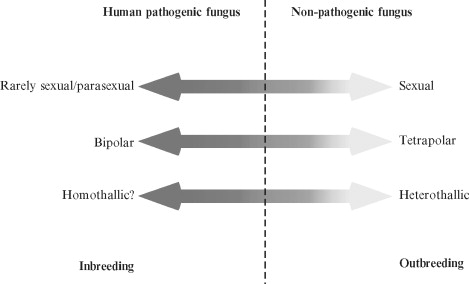 Human pathogenic fungus Non-pathogenic fungus
Rarely sexual/parasexual Sexual
Bipolar Tetrapolar
Homothallic? Heterothallic
Inbreeding Outbreeding